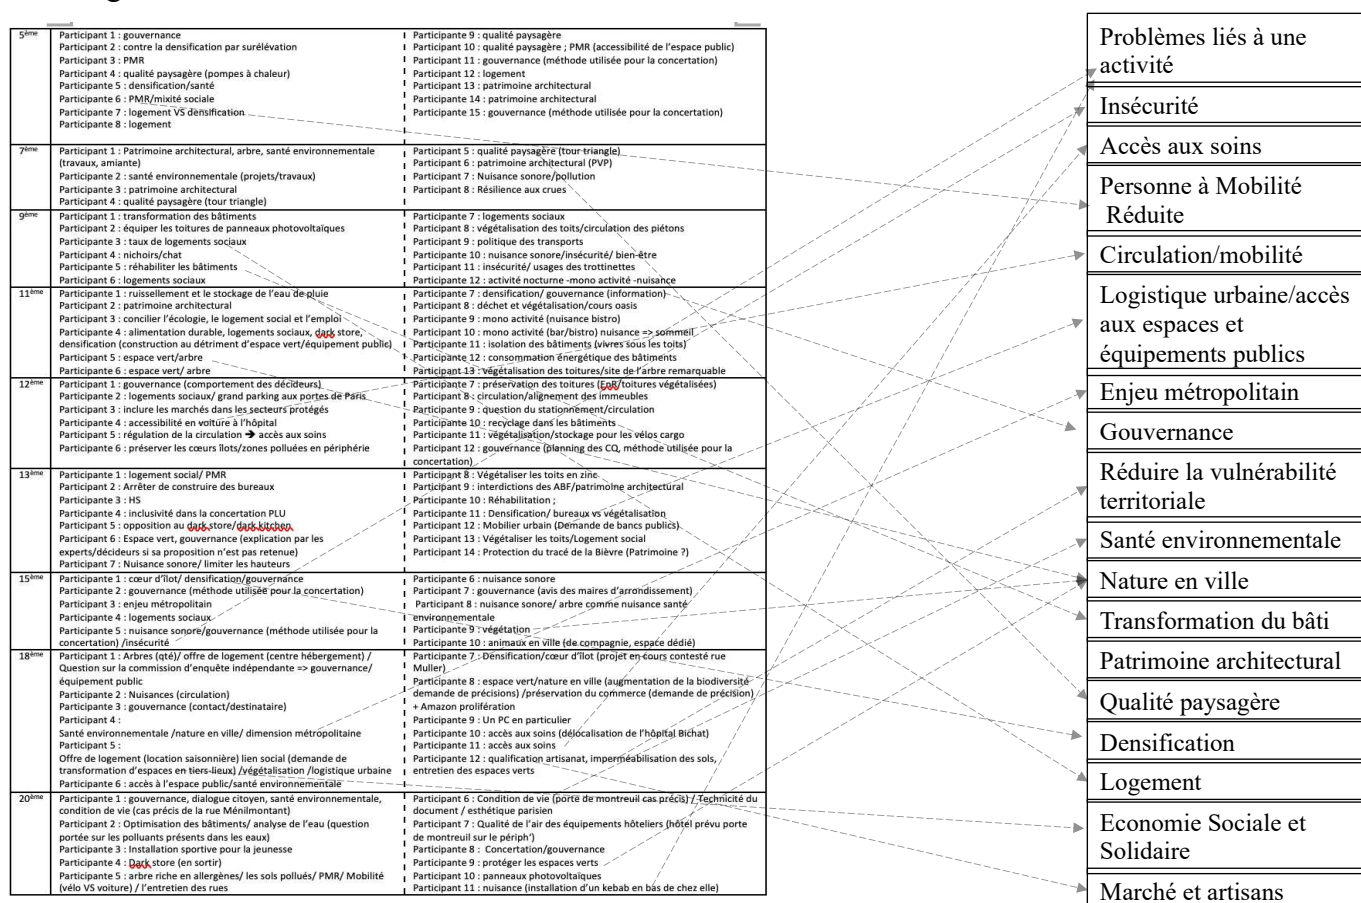 5ème
Participant 1 : gouvernance
Participant 2 : contre la densification par surélévation
Participant 3 : PMR
Participant 4 : qualité paysagère (pompes à chaleur)
Participante 5 : densification/santé
Participante 6 : PMR/mixité sociale
Participante 7 : logement VS densification
Participante 8 : logement
Participante 9 : qualité paysagère
Participante 10 : qualité paysagère ; PMR (accessibilité de l'espace public)
Participant 11 : gouvernance (méthode utilisée pour la concertation)
Participante 12 : logement
Participant 13 : patrimoine architectural
Participante 14 : patrimoine architectural
Participante 15 : gouvernance (méthode utilisée pour la concertation)
7ème
Participant 1 : Patrimoine architectural, arbre, santé environnementale
(travaux, amiante)
Participante 2 : santé environnementale (projets/travaux)
Participante 3 : patrimoine architectural
Participant 4 : qualité paysagère (tour triangle)
Participant 5 : qualité paysagère (tour triangle)
Participant 6 : patrimoine architectural (PVP)
Participant 7 : Nuisance sonore/pollution
Participant 8 : Résilience aux crues
9ème
Participant 1 : transformation des bâtiments
Participant 2 : équiper les toitures de panneaux photovoltaïques
Participante 3 : taux de logements sociaux
Participant 4 : nichoirs/chat
Participante 5 : réhabiliter les bâtiments
Participant 6 : logements sociaux
Participante 7 : logements sociaux
Participant 8 : végétalisation des toits/circulation des piétons
Participant 9 : politique des transports
Participante 10 : nuisance sonore/insécurité/ bien-être
Participant 11 : insécurité/ usages des trottinettes
Participante 12 : activité nocturne -mono activité -nuisance
11ème
Participante 1 : ruissellement et le stockage de l'eau de pluie
Participant 2 : patrimoine architectural
Participant 3 : concilier l'écologie, le logement social et l'emploi
Participante 4 : alimentation durable, logements sociaux, dark store,
densification (construction au détriment d'espace vert/équipement public)
Participante 5 : espace vert/arbre
Participante 6 : espace vert/ arbre
Participante 7 : densification/ gouvernance (information)
Participant 8 : déchet et végétalisation/cours oasis
Participante 9 : mono activité (nuisance bistro)
Participant 10 : mono activité (bar/bistro) nuisance => sommeil
Participante 11 : isolation des bâtiments (vivres sous les toits)
Participante 12 : consommation énergétique des bâtiments
Participant 13 : végétalisation des toitures/site de l'arbre remarquable
12ème
Participant 1 : gouvernance (comportement des décideurs)
Participante 2 : logements sociaux/ grand parking aux portes de Paris
Participant 3 : inclure les marchés dans les secteurs protégés
Participante 4 : accessibilité en voiture à l'hôpital
Participant 5 : régulation de la circulation ➔ accès aux soins
Participante 6 : préserver les cœurs îlots/zones polluées en périphérie
Participante 7 : préservation des toitures (EnR/toitures végétalisées)
Participant 8 : circulation/alignement des immeubles
Participante 9 : question du stationnement/circulation
Participante 10 : recyclage dans les bâtiments
Participante 11 : végétalisation/stockage pour les vélos cargo
Participante 12 : gouvernance (planning des CQ, méthode utilisée pour la
concertation)
13ème
Participante 1 : logement social/ PMR
Participant 2 : Arrêter de construire des bureaux
Participante 3 : HS
Participante 4 : inclusivité dans la concertation PLU
Participant 5 : opposition au dark store/dark kitchen
Participante 6 : Espace vert, gouvernance (explication par les
experts/décideurs si sa proposition n'est pas retenue)
Participant 7 : Nuisance sonore/ limiter les hauteurs
Participante 8 : Végétaliser les toits en zinc
Participant 9 : interdictions des ABF/patrimoine architectural
Participante 10 : Réhabilitation ;
Participante 11 : Densification/ bureaux vs végétalisation
Participant 12 : Mobilier urbain (Demande de bancs publics)
Participant 13 : Végétaliser les toits/Logement social
Participant 14 : Protection du tracé de la Bièvre (Patrimoine ?)
15ème
Participante 1 : cœur d'îlot/ densification/gouvernance
Participante 2 : gouvernance (méthode utilisée pour la concertation)
Participant 3 : enjeu métropolitain
Participant 4 : logements sociaux
Participante 5 : nuisance sonore/gouvernance (méthode utilisée pour la
concertation) /insécurité
Participante 6 : nuisance sonore
Participante 7 : gouvernance (avis des maires d'arrondissement)
Participant 8 : nuisance sonore/ arbre comme nuisance santé
environnementale
Participante 9 : végétation
Participante 10 : animaux en ville (de compagnie, espace dédié)
18ème
Participant 1 : Arbres (qté)/ offre de logement (centre hébergement) /
Question sur la commission d'enquête indépendante => gouvernance/
équipement public
Participante 2 : Nuisances (circulation)
Participante 3 : gouvernance (contact/destinataire)
Participant 4 :
Santé environnementale /nature en ville/ dimension métropolitaine
Participant 5 :
Offre de logement (location saisonnière) lien social (demande de
transformation d'espaces en tiers-lieux) /végétalisation /logistique urbaine
Participante 6 : accès à l'espace public/santé environnementale
Participante 7 : Densification/cœur d'îlot (projet en cours contesté rue
Muller)
Participante 8 : espace vert/nature en ville (augmentation de la biodiversité
demande de précisions) /préservation du commerce (demande de précision)
+ Amazon prolifération
Participante 9 : Un PC en particulier
Participante 10 : accès aux soins (délocalisation de l'hôpital Bichat)
Participante 11 : accès aux soins
Participante 12 : qualification artisanat, imperméabilisation des sols,
entretien des espaces verts
20ème
Participante 1 : gouvernance, dialogue citoyen, santé environnementale,
condition de vie (cas précis de la rue Ménilmontant)
Participant 2 : Optimisation des bâtiments/ analyse de l'eau (question
portée sur les polluants présents dans les eaux)
Participante 3 : Installation sportive pour la jeunesse
Participante 4 : Dark store (en sortir)
Participante 5 : arbre riche en allergènes/ les sols pollués/ PMR/ Mobilité
(vélo VS voiture) / l'entretien des rues
Participant 6 : Condition de vie (porte de montreuil cas précis) / Technicité du
document / esthétique parisien
Participant 7 : Qualité de l'air des équipements hôteliers (hôtel prévu porte
de montreuil sur le périph')
Participante 8 : Concertation/gouvernance
Participante 9 : protéger les espaces verts
Participant 10 : panneaux photovoltaïques
Participant 11 : nuisance (installation d'un kebab en bas de chez elle)
Problèmes liés à une
activité
Insécurité
Accès aux soins
Personne à Mobilité
Réduite
Circulation/mobilité
Logistique urbaine/accès
aux espaces et
équipements publics
Enjeu métropolitain
Gouvernance
Réduire la vulnérabilité
territoriale
Santé environnementale
Nature en ville
Transformation du bâti
Patrimoine architectural
Qualité paysagère
Densification
Logement
Economie Sociale et
Solidaire
Marché et artisans